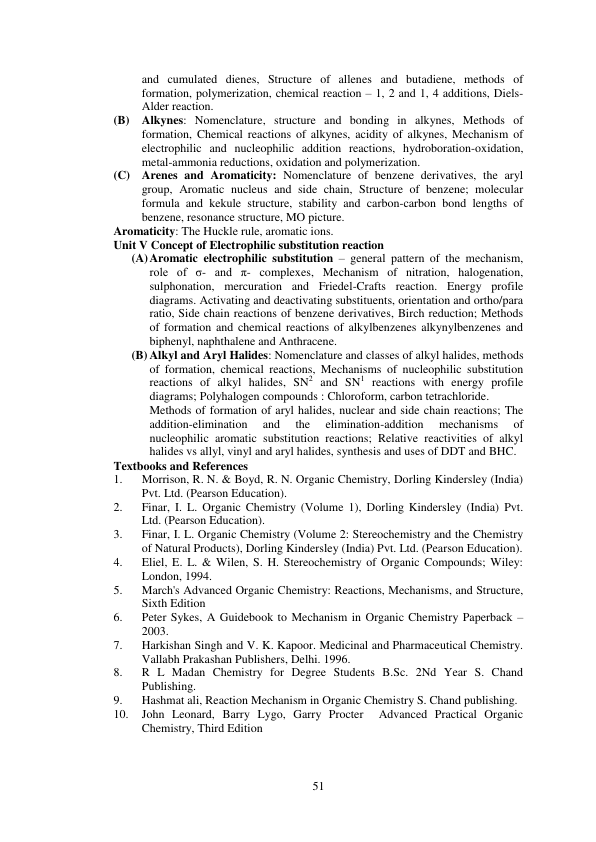 and cumulated dienes, Structure of allenes and butadiene, methods of
formation, polymerization, chemical reaction – 1, 2 and 1, 4 additions, Diels-
Alder reaction.
(B) Alkynes: Nomenclature, structure and bonding in alkynes, Methods of
formation, Chemical reactions of alkynes, acidity of alkynes, Mechanism of
electrophilic and nucleophilic addition reactions, hydroboration-oxidation,
metal-ammonia reductions, oxidation and polymerization.
(C) Arenes and Aromaticity: Nomenclature of benzene derivatives, the aryl
group, Aromatic nucleus and side chain, Structure of benzene; molecular
formula and kekule structure, stability and carbon-carbon bond lengths of
benzene, resonance structure, MO picture.
Aromaticity: The Huckle rule, aromatic ions.
Unit V Concept of Electrophilic substitution reaction
(A) Aromatic electrophilic substitution – general pattern of the mechanism,
role of σ- and π- complexes, Mechanism of nitration, halogenation,
sulphonation, mercuration and Friedel-Crafts reaction. Energy profile
diagrams. Activating and deactivating substituents, orientation and ortho/para
ratio, Side chain reactions of benzene derivatives, Birch reduction; Methods
of formation and chemical reactions of alkylbenzenes alkynylbenzenes and
biphenyl, naphthalene and Anthracene.
(B) Alkyl and Aryl Halides: Nomenclature and classes of alkyl halides, methods
of formation, chemical reactions, Mechanisms of nucleophilic substitution
reactions of alkyl halides, SN² and SN¹ reactions with energy profile
diagrams; Polyhalogen compounds : Chloroform, carbon tetrachloride.
Methods of formation of aryl halides, nuclear and side chain reactions; The
addition-elimination and the elimination-addition mechanisms of
nucleophilic aromatic substitution reactions; Relative reactivities of alkyl
halides vs allyl, vinyl and aryl halides, synthesis and uses of DDT and BHC.
Textbooks and References
1. Morrison, R. N. & Boyd, R. N. Organic Chemistry, Dorling Kindersley (India)
Pvt. Ltd. (Pearson Education).
2. Finar, I. L. Organic Chemistry (Volume 1), Dorling Kindersley (India) Pvt.
Ltd. (Pearson Education).
3. Finar, I. L. Organic Chemistry (Volume 2: Stereochemistry and the Chemistry
of Natural Products), Dorling Kindersley (India) Pvt. Ltd. (Pearson Education).
4. Eliel, E. L. & Wilen, S. H. Stereochemistry of Organic Compounds; Wiley:
London, 1994.
5. March's Advanced Organic Chemistry: Reactions, Mechanisms, and Structure,
Sixth Edition
6. Peter Sykes, A Guidebook to Mechanism in Organic Chemistry Paperback –
2003.
7. Harkishan Singh and V. K. Kapoor. Medicinal and Pharmaceutical Chemistry.
Vallabh Prakashan Publishers, Delhi. 1996.
8. R L Madan Chemistry for Degree Students B.Sc. 2Nd Year S. Chand
Publishing.
9. Hashmat ali, Reaction Mechanism in Organic Chemistry S. Chand publishing.
10. John Leonard, Barry Lygo, Garry Procter Advanced Practical Organic
Chemistry, Third Edition
51